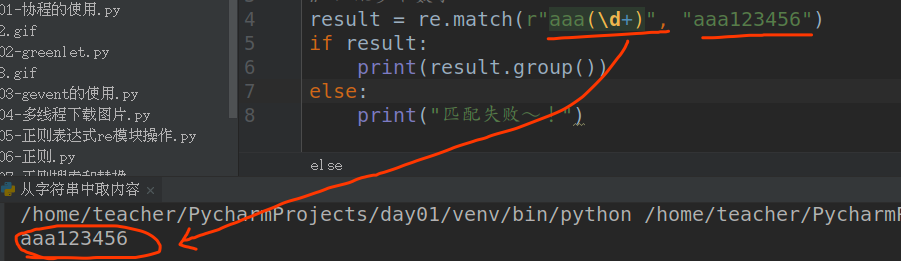 01-协程的使用.py
2.gif
02-greenlet.py
3.gif
03-gevent的使用.py
04-多线程下载图片.py
05-正则表达式re模块操作.py
06-正则.py
4 result = re.match(r"aaa(\d+)", "aaa123456")
5 if result:
6 print(result.group())
7 else:
8 print("匹配失败～!")
else
从字符串中取内容 ×
/home/teacher/PycharmProjects/day01/venv/bin/python /home/teacher/PycharmP
aaa123456